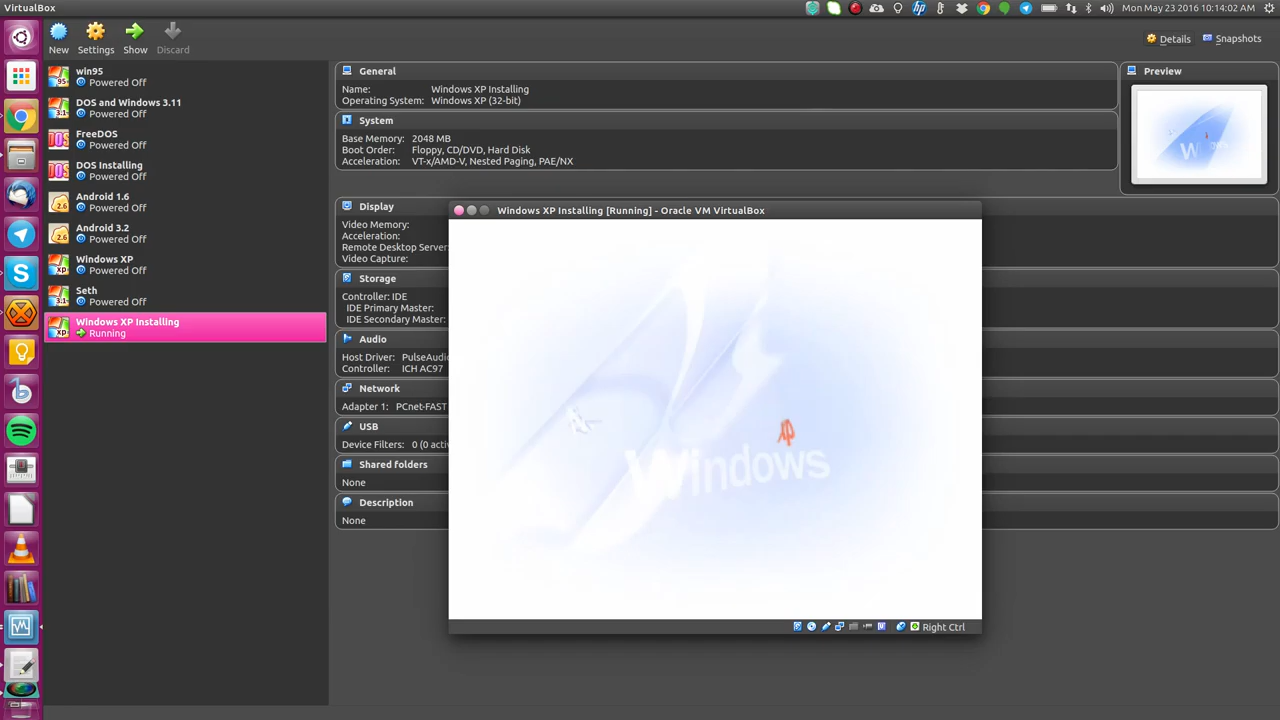 VirtualBox
Mon May 23 2016 10:14:02 AM
New
Settings
Show
Discard
Details
Snapshots
win95
Powered Off
DOS and Windows 3.11
Powered Off
FreeDOS
Powered Off
DOS Installing
Powered Off
Android 1.6
Powered Off
Android 3.2
Powered Off
Windows XP
Powered Off
Seth
Powered Off
Windows XP Installing
Running
General
Name: Windows XP Installing
Operating System: Windows XP (32-bit)
System
Base Memory: 2048 MB
Boot Order: Floppy, CD/DVD, Hard Disk
Acceleration: VT-x/AMD-V, Nested Paging, PAE/NX
Preview
Display
Video Memory:
Acceleration:
Remote Desktop Server:
Video Capture:
Storage
Controller: IDE
IDE Primary Master:
IDE Secondary Master:
Audio
Host Driver: PulseAudio
Controller: ICH AC97
Network
Adapter 1: PCnet-FAST
USB
Device Filters: 0 (0 activ
Shared folders
None
Description
None
Windows XP Installing [Running] - Oracle VM VirtualBox
Windows xp
Right Ctrl